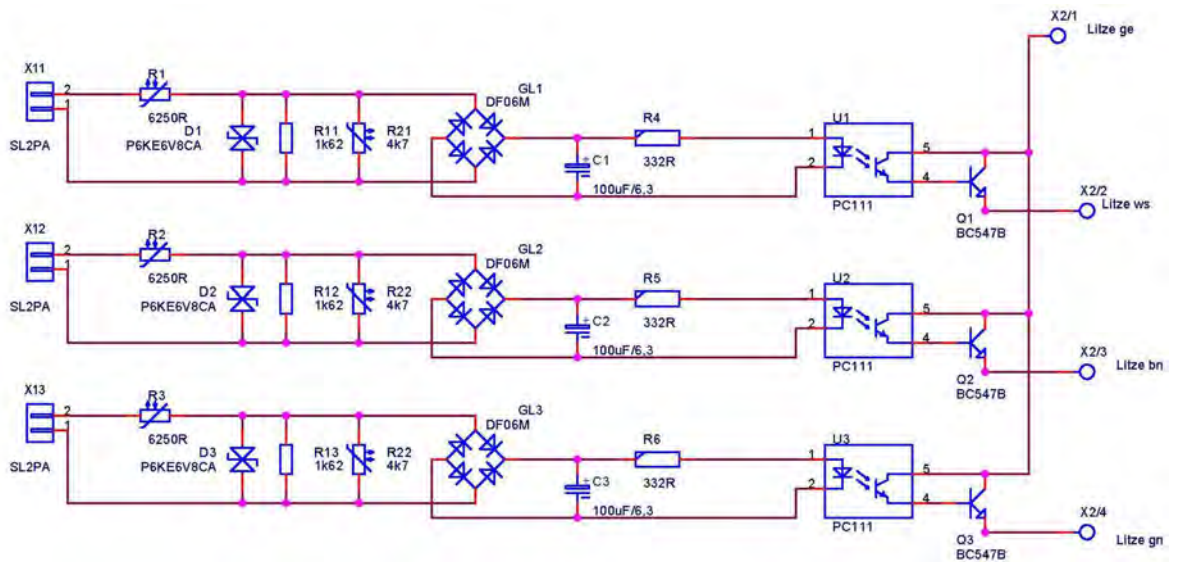 X2/1
Litze ge
X11
2
1
SL2PA
R1
6250R
D1
P6KE6V8CA
R11
1k62
R21
4k7
GL1
DF06M
+
C1
100uF/6,3
R4
332R
U1
1
2
5
4
PC111
Q1
BC547B
X2/2
Litze ws
X12
2
1
SL2PA
R2
6250R
D2
P6KE6V8CA
R12
1k62
R22
4k7
GL2
DF06M
+
C2
100uF/6,3
R5
332R
U2
1
2
5
4
PC111
Q2
BC547B
X2/3
Litze bn
X13
2
1
SL2PA
R3
6250R
D3
P6KE6V8CA
R13
1k62
R22
4k7
GL3
DF06M
+
C3
100uF/6,3
R6
332R
U3
1
2
5
4
PC111
Q3
BC547B
X2/4
Litze gn